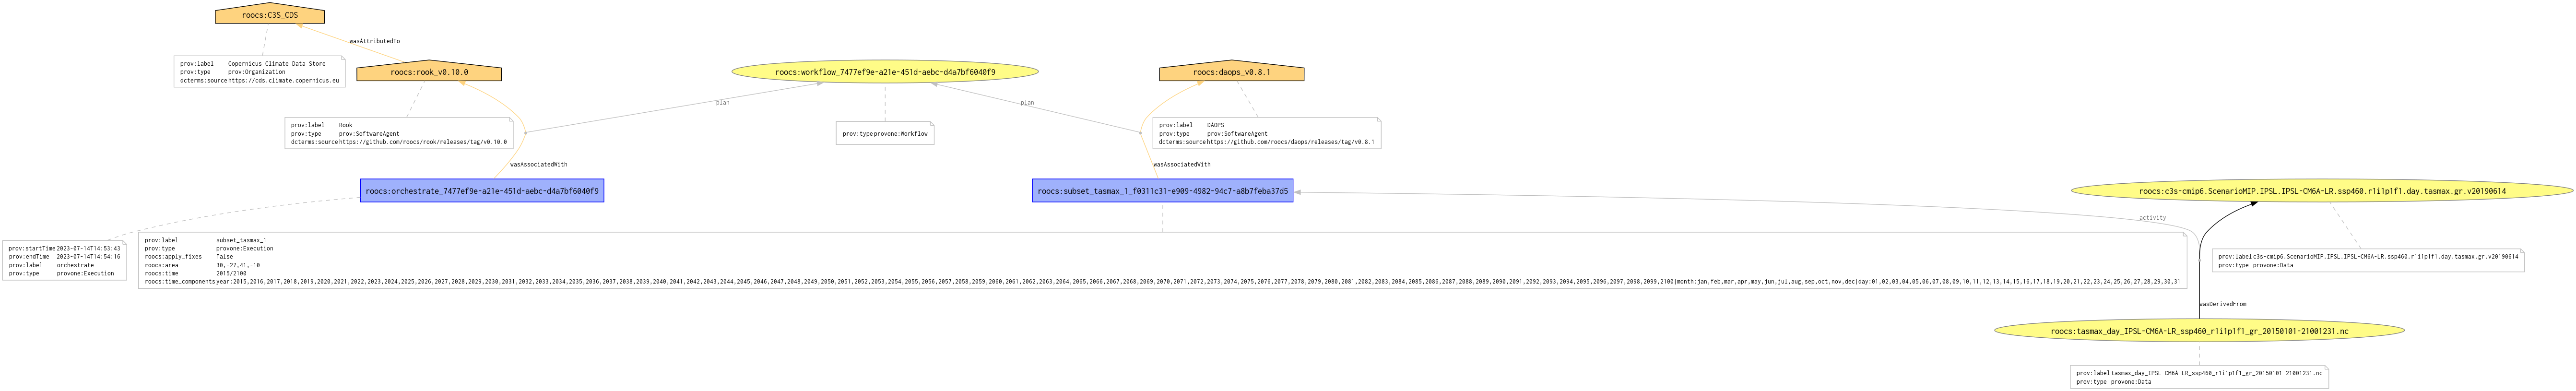 roocs:C3S_CDS
wasAttributedTo
prov:label Copernicus Climate Data Store
prov:type prov:Organization
dcterms:source https://cds.climate.copernicus.eu
roocs:rook_v0.10.0
roocs:workflow_7477ef9e-a21e-451d-aebc-d4a7bf6040f9
roocs:daops_v0.8.1
plan
plan
prov:label Rook
prov:type prov:SoftwareAgent
dcterms:source https://github.com/roocs/rook/releases/tag/v0.10.0
prov:type provone:Workflow
prov:label DAOPS
prov:type prov:SoftwareAgent
dcterms:source https://github.com/roocs/daops/releases/tag/v0.8.1
wasAssociatedWith
wasAssociatedWith
roocs:orchestrate_7477ef9e-a21e-451d-aebc-d4a7bf6040f9
roocs:subset_tasmax_1_f0311c31-e909-4982-94c7-a8b7feba37d5
roocs:c3s-cmip6.ScenarioMIP.IPSL.IPSL-CM6A-LR.ssp460.r1i1p1f1.day.tasmax.gr.v20190614
activity
prov:startTime 2023-07-14T14:53:43
prov:endTime 2023-07-14T14:54:16
prov:label orchestrate
prov:type provone:Execution
prov:label subset_tasmax_1
prov:type provone:Execution
roocs:apply_fixes False
roocs:area 30,-27,41,-10
roocs:time 2015/2100
roocs:time_components year:2015,2016,2017,2018,2019,2020,2021,2022,2023,2024,2025,2026,2027,2028,2029,2030,2031,2032,2033,2034,2035,2036,2037,2038,2039,2040,2041,2042,2043,2044,2045,2046,2047,2048,2049,2050,2051,2052,2053,2054,2055,2056,2057,2058,2059,2060,2061,2062,2063,2064,2065,2066,2067,2068,2069,2070,2071,2072,2073,2074,2075,2076,2077,2078,2079,2080,2081,2082,2083,2084,2085,2086,2087,2088,2089,2090,2091,2092,2093,2094,2095,2096,2097,2098,2099,2100|month:jan,feb,mar,apr,may,jun,jul,aug,sep,oct,nov,dec|day:01,02,03,04,05,06,07,08,09,10,11,12,13,14,15,16,17,18,19,20,21,22,23,24,25,26,27,28,29,30,31
prov:label c3s-cmip6.ScenarioMIP.IPSL.IPSL-CM6A-LR.ssp460.r1i1p1f1.day.tasmax.gr.v20190614
prov:type provone:Data
wasDerivedFrom
roocs:tasmax_day_IPSL-CM6A-LR_ssp460_r1i1p1f1_gr_20150101-21001231.nc
prov:label tasmax_day_IPSL-CM6A-LR_ssp460_r1i1p1f1_gr_20150101-21001231.nc
prov:type provone:Data